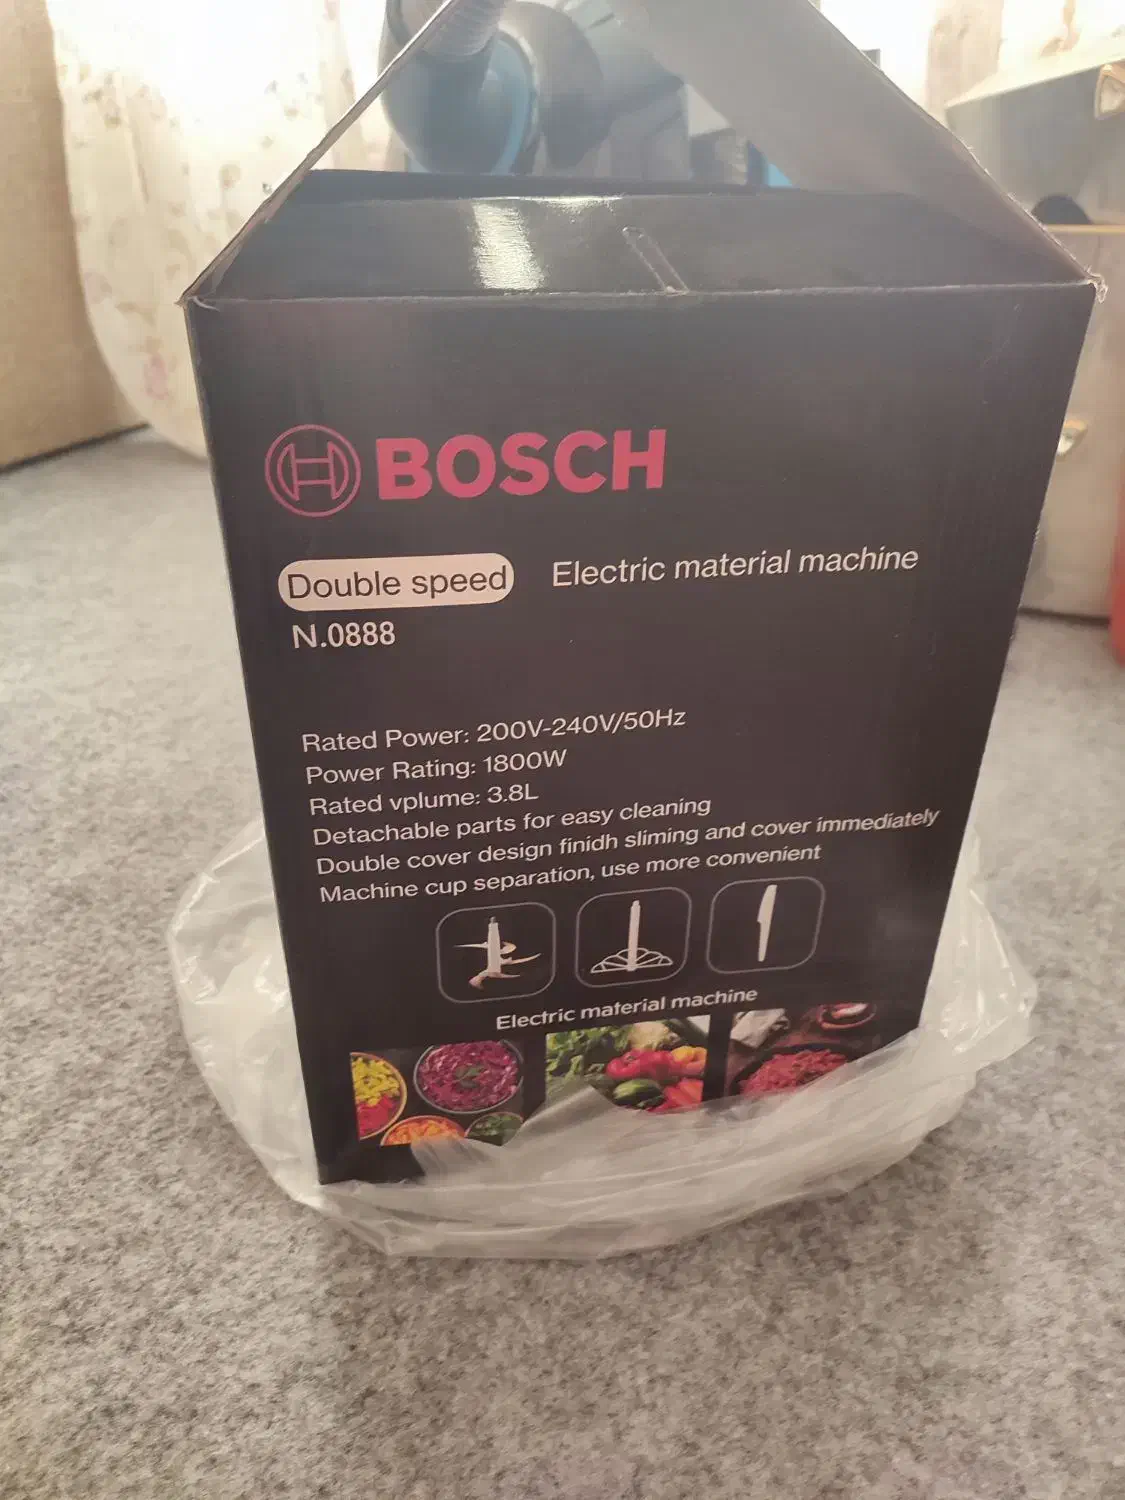 BOSCH
Double speed Electric material machine
N.0888
Rated Power: 200V-240V/50Hz
Power Rating: 1800W
Rated vplume: 3.8L
Detachable parts for easy cleaning
Double cover design finidh sliming and cover immediately
Machine cup separation, use more convenient
Electric material machine